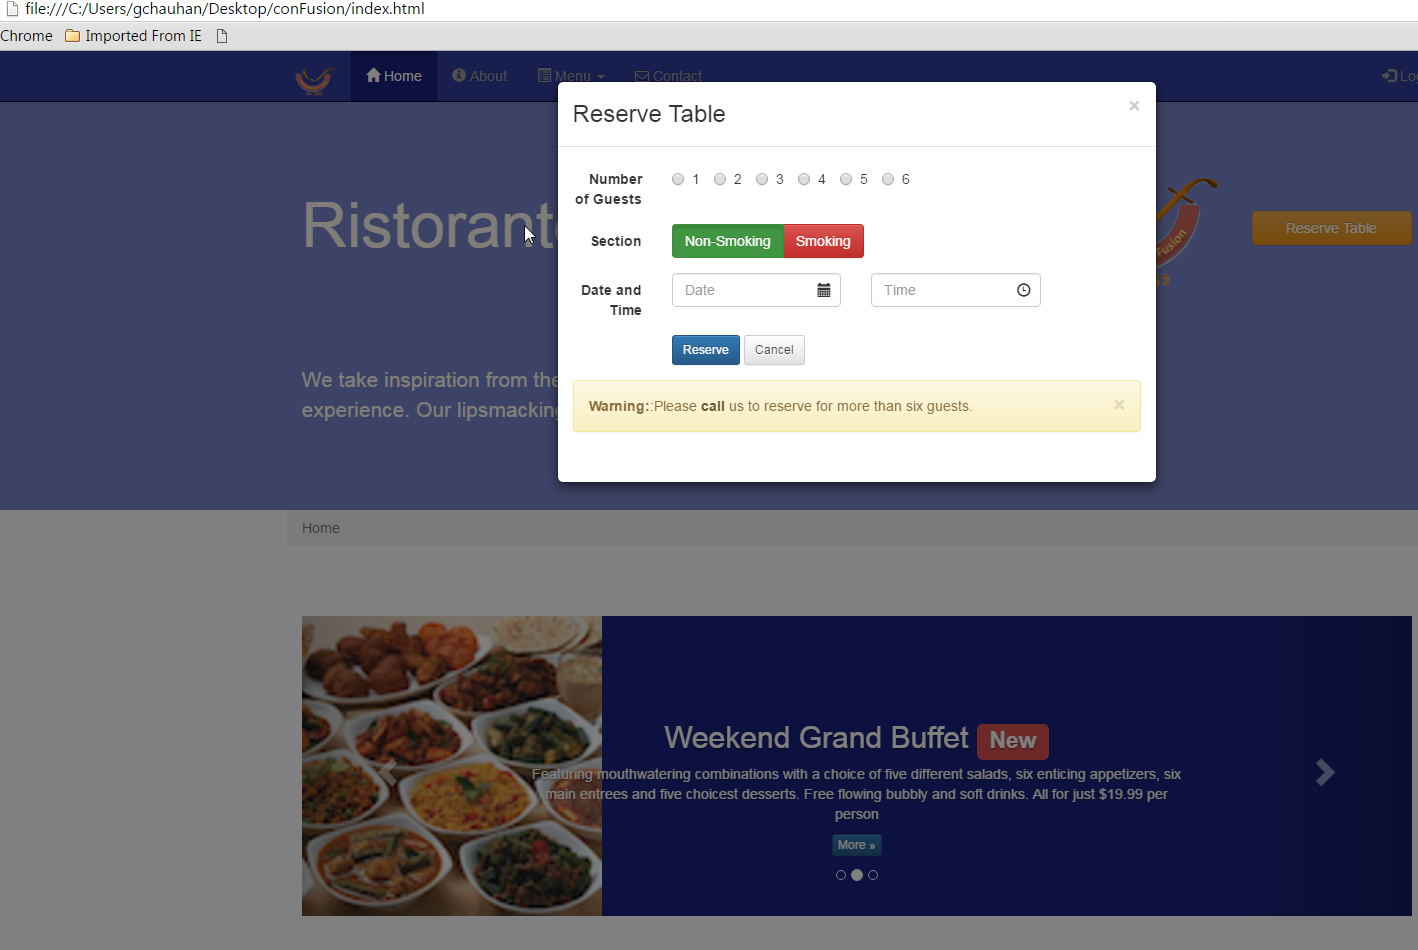 file:///C:/Users/gchauhan/Desktop/conFusion/index.html
Chrome Imported From IE
Home About Menu Contact
Reserve Table ×
Number of Guests 1 2 3 4 5 6
Ristorant
Fusion
Reserve Table
Section Non-Smoking Smoking
Date and Time Date Time
Reserve Cancel
We take inspiration from the
experience. Our lipsmacking
Warning::Please call us to reserve for more than six guests. ×
Home
Weekend Grand Buffet New
Featuring mouthwatering combinations with a choice of five different salads, six enticing appetizers, six
main entrees and five choicest desserts. Free flowing bubbly and soft drinks. All for just $19.99 per
person
More »